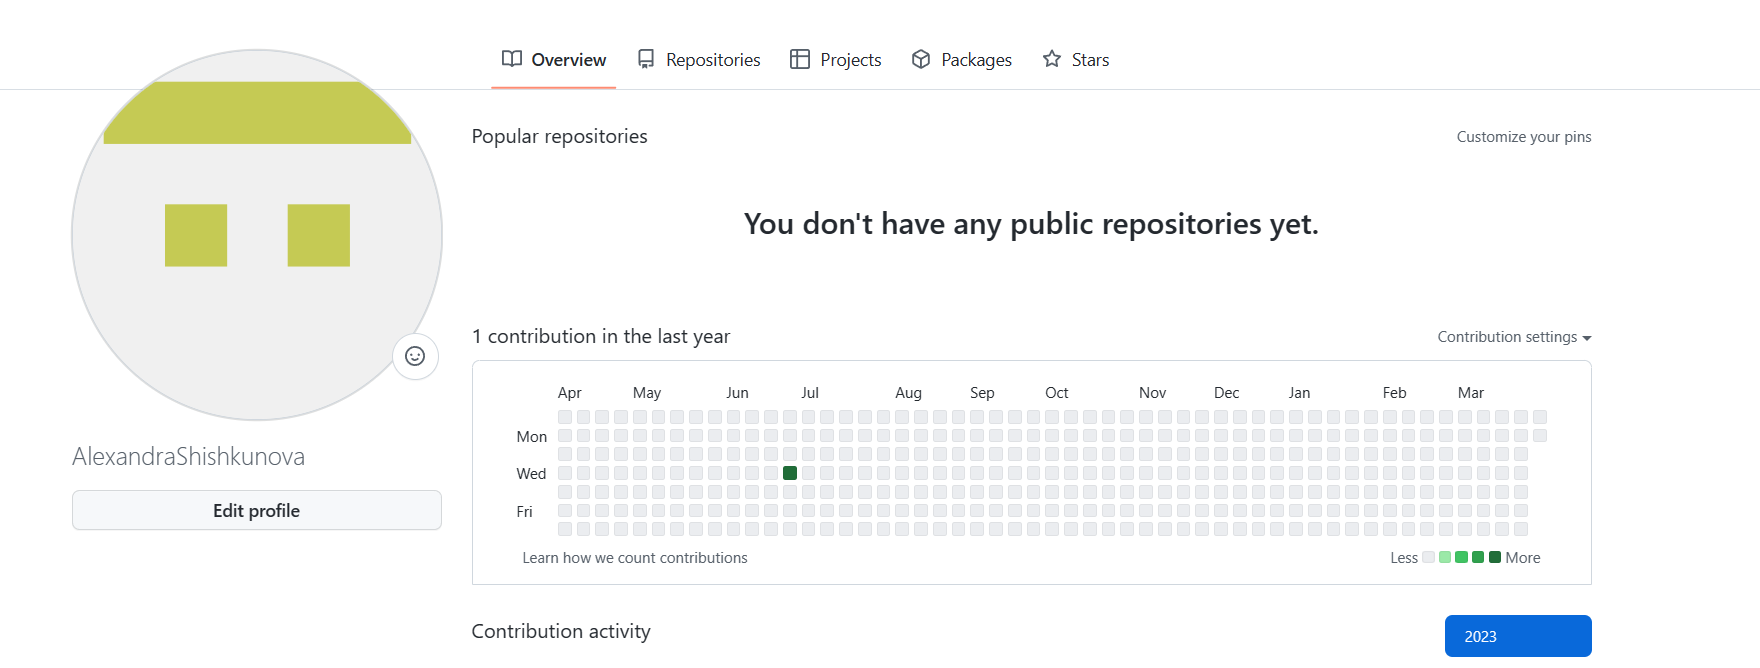 Overview Repositories Projects Packages Stars
Popular repositories Customize your pins
You don't have any public repositories yet.
1 contribution in the last year Contribution settings
Apr May Jun Jul Aug Sep Oct Nov Dec Jan Feb Mar
Mon
Wed
Fri
Learn how we count contributions Less More
AlexandraShishkunova
Edit profile
Contribution activity 2023